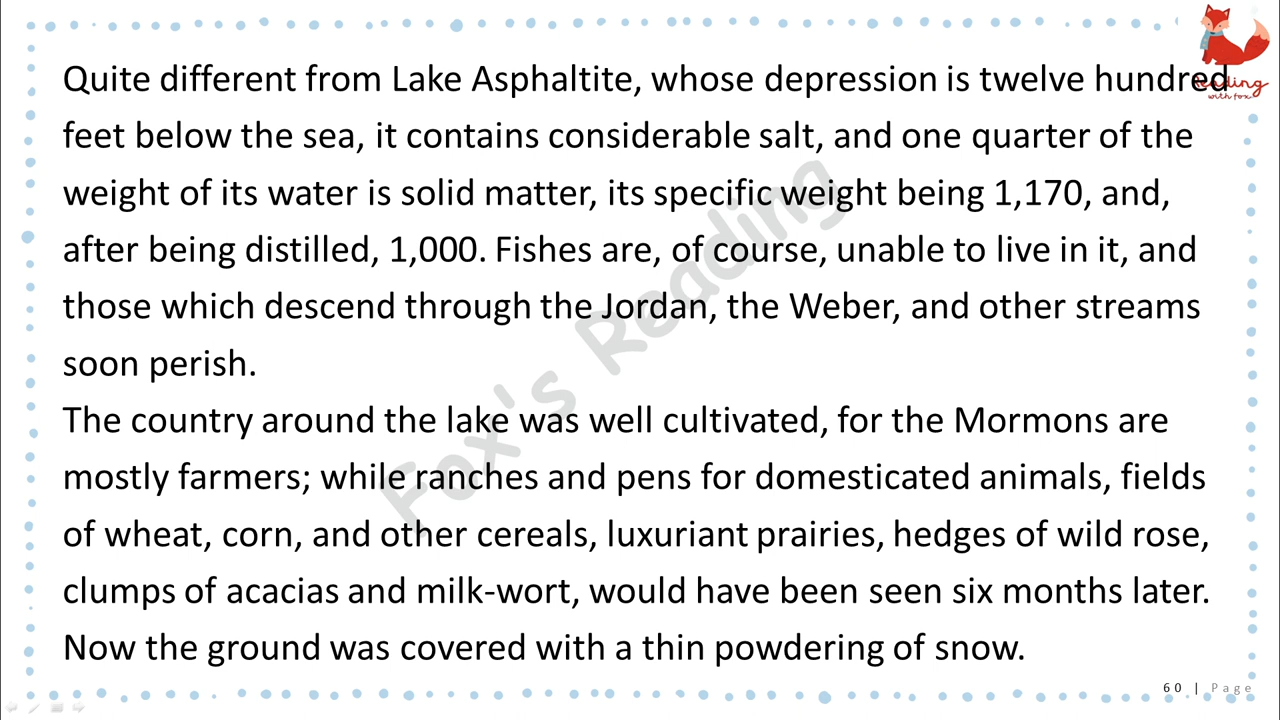 Quite different from Lake Asphaltite, whose depression is twelve hundred
feet below the sea, it contains considerable salt, and one quarter of the
weight of its water is solid matter, its specific weight being 1,170, and,
after being distilled, 1,000. Fishes are, of course, unable to live in it, and
those which descend through the Jordan, the Weber, and other streams
soon perish.
The country around the lake was well cultivated, for the Mormons are
mostly farmers; while ranches and pens for domesticated animals, fields
of wheat, corn, and other cereals, luxuriant prairies, hedges of wild rose,
clumps of acacias and milk-wort, would have been seen six months later.
Now the ground was covered with a thin powdering of snow.
Fox's Reading
reading
with fox
60 | Page